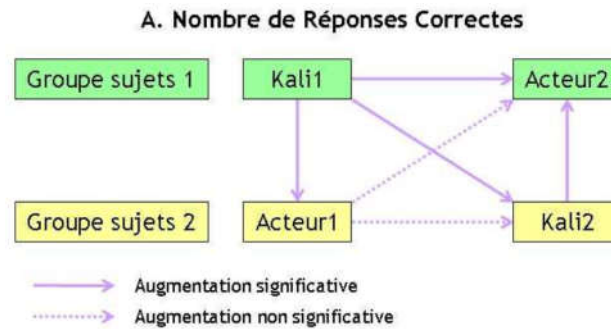 A. Nombre de Réponses Correctes
Groupe sujets 1
Kali1
Acteur2
Groupe sujets 2
Acteur1
Kali2
Augmentation significative
Augmentation non significative